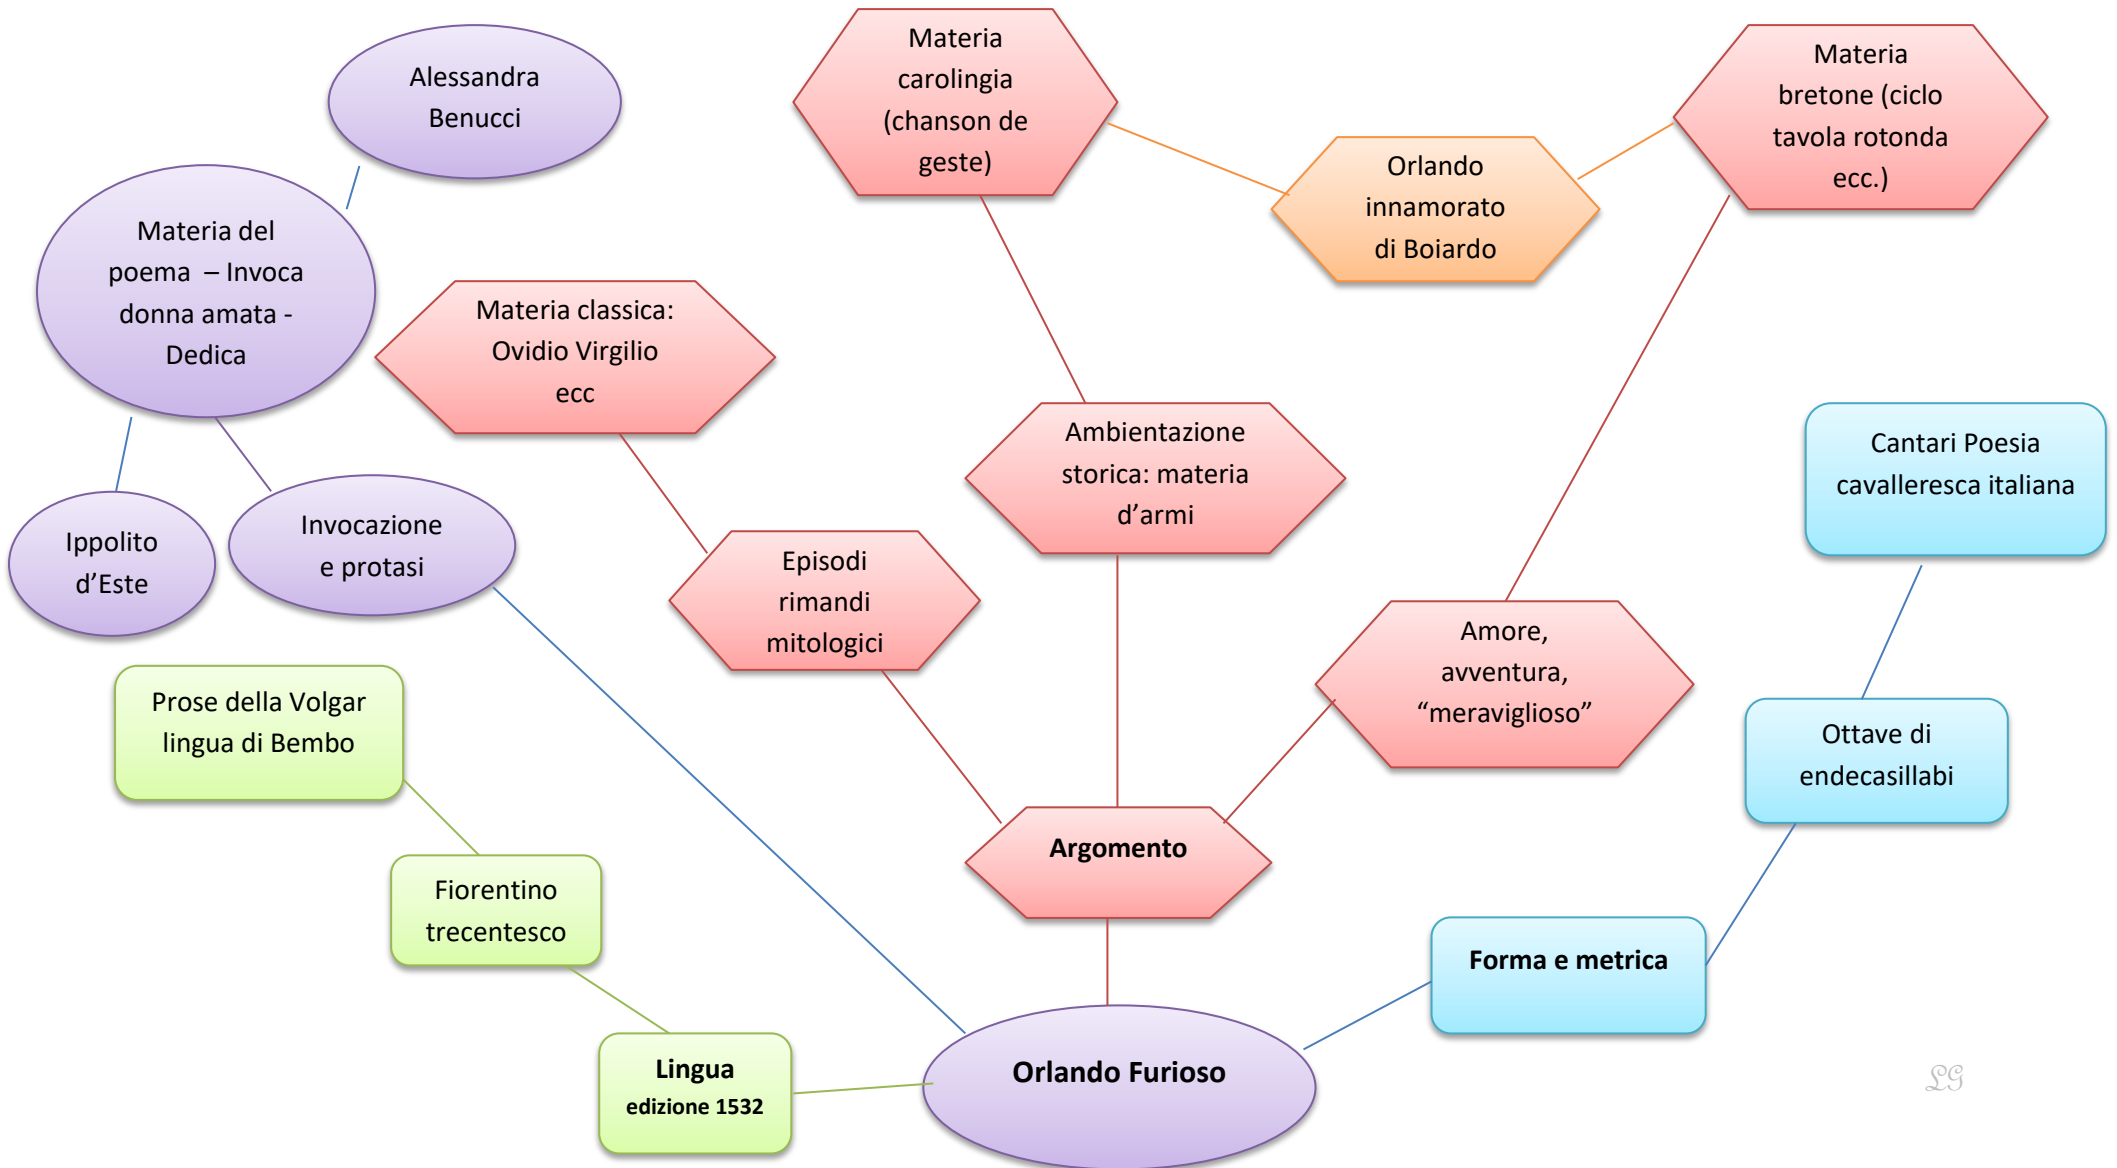 Alessandra
Benucci
Materia
carolingia
(chanson de
geste)
Materia
bretone (ciclo
tavola rotonda
ecc.)
Orlando
innamorato
di Boiardo
Materia del
poema – Invoca
donna amata -
Dedica
Materia classica:
Ovidio Virgilio
ecc
Ambientazione
storica: materia
d’armi
Cantari Poesia
cavalleresca italiana
Ippolito
d’Este
Invocazione
e protasi
Episodi
rimandi
mitologici
Amore,
avventura,
“meraviglioso”
Prose della Volgar
lingua di Bembo
Ottave di
endecasillabi
Argomento
Fiorentino
trecentesco
Forma e metrica
Lingua
edizione 1532
Orlando Furioso
LG